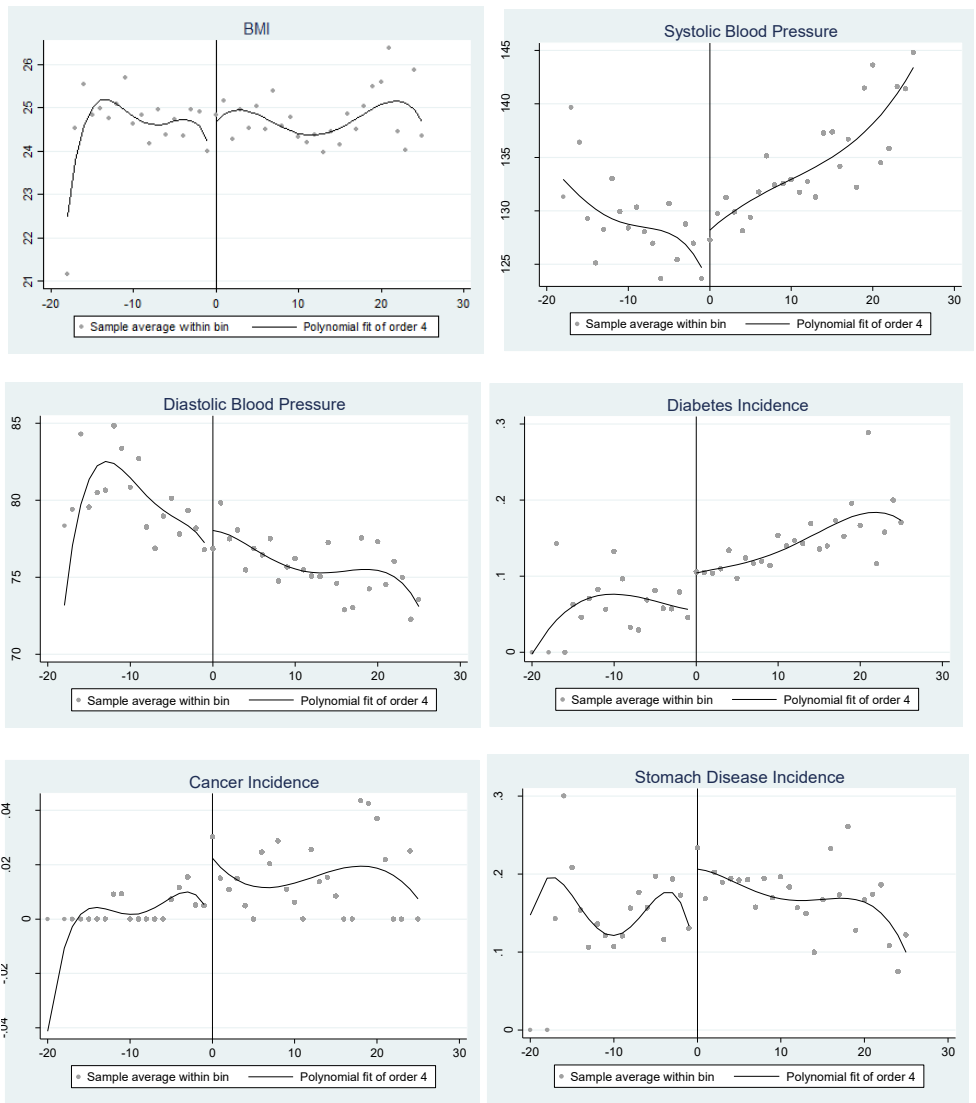 BMI
26
25
24
23
22
21
-20 -10 0 10 20 30
Sample average within bin Polynomial fit of order 4
Systolic Blood Pressure
145
140
135
130
125
-20 -10 0 10 20 30
Sample average within bin Polynomial fit of order 4
Diastolic Blood Pressure
85
80
75
70
-20 -10 0 10 20 30
Sample average within bin Polynomial fit of order 4
Diabetes Incidence
.3
.2
.1
0
-20 -10 0 10 20 30
Sample average within bin Polynomial fit of order 4
Cancer Incidence
.04
.02
0
-.02
-.04
-20 -10 0 10 20 30
Sample average within bin Polynomial fit of order 4
Stomach Disease Incidence
.3
.2
.1
0
-20 -10 0 10 20 30
Sample average within bin Polynomial fit of order 4